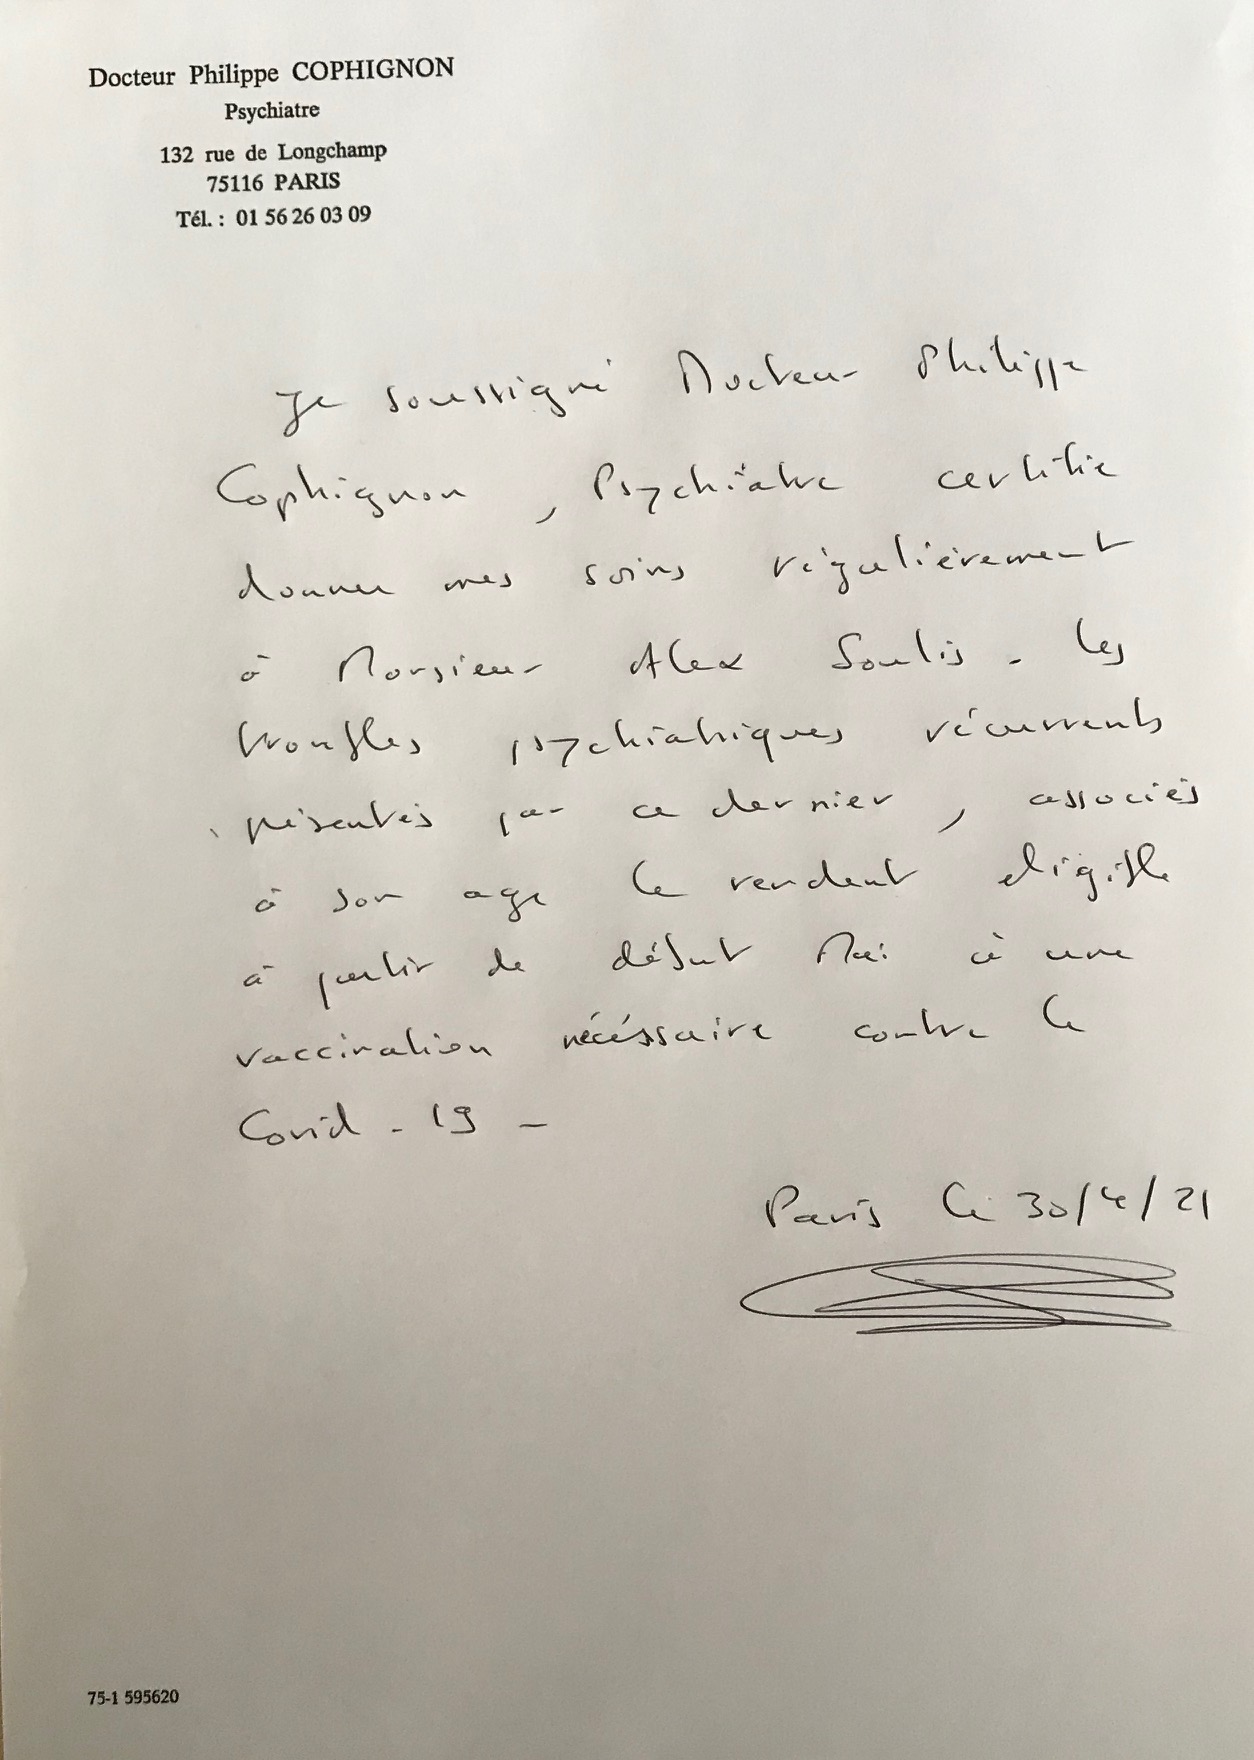 Docteur Philippe COPHIGNON
Psychiatre
132 rue de Longchamp
75116 PARIS
Tél. : 01 56 26 03 09
Je soussigné Docteur Philippe
Cophignon, Psychiâtre certifie
donner mes soins régulièrement
à Monsieur Alex Soulis. Les
troubles psychiatriques récurrents
présentés par ce dernier, associés
à son age le rendent eligible
à partir de début Mai à une
vaccination nécéssaire contre le
Covid-19-
Paris le 30/4/21
75-1 595620